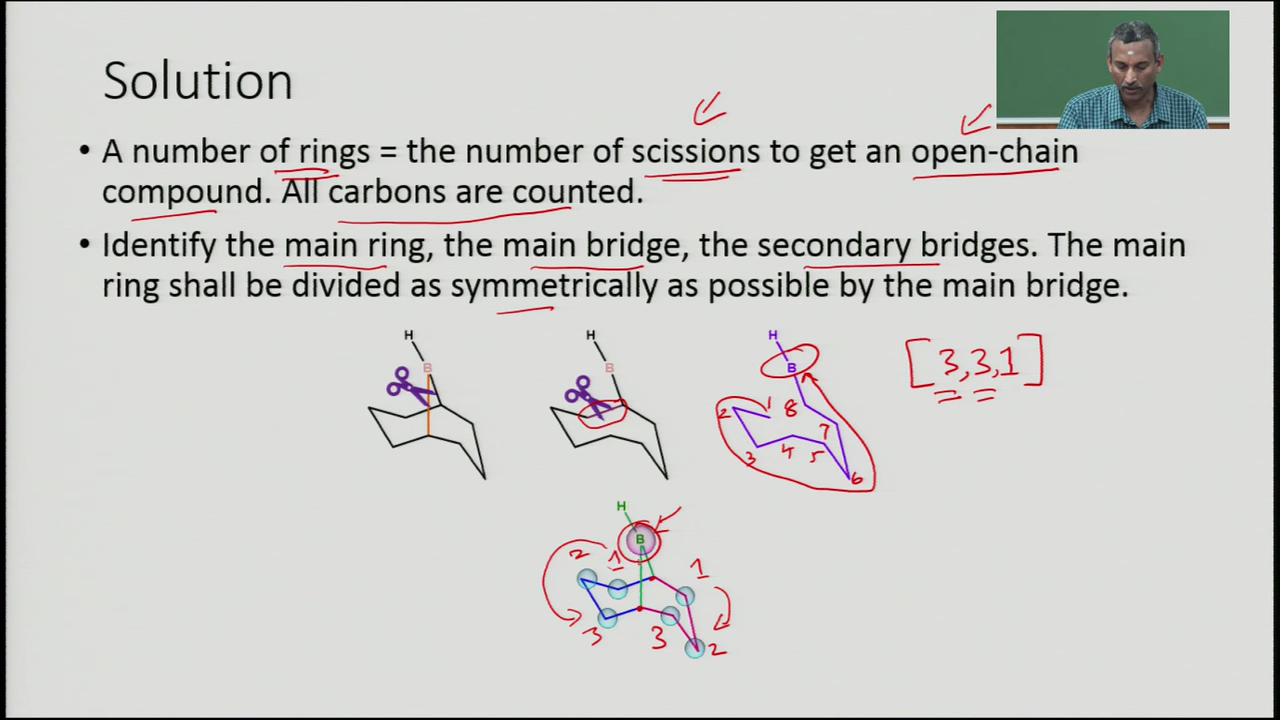 Solution
• A number of rings = the number of scissions to get an open-chain
compound. All carbons are counted.
• Identify the main ring, the main bridge, the secondary bridges. The main
ring shall be divided as symmetrically as possible by the main bridge.
H H H
B B B
[3,3,1]
1 2 3 4 5 6 7 8
H
B
2 1 1
3 3 2